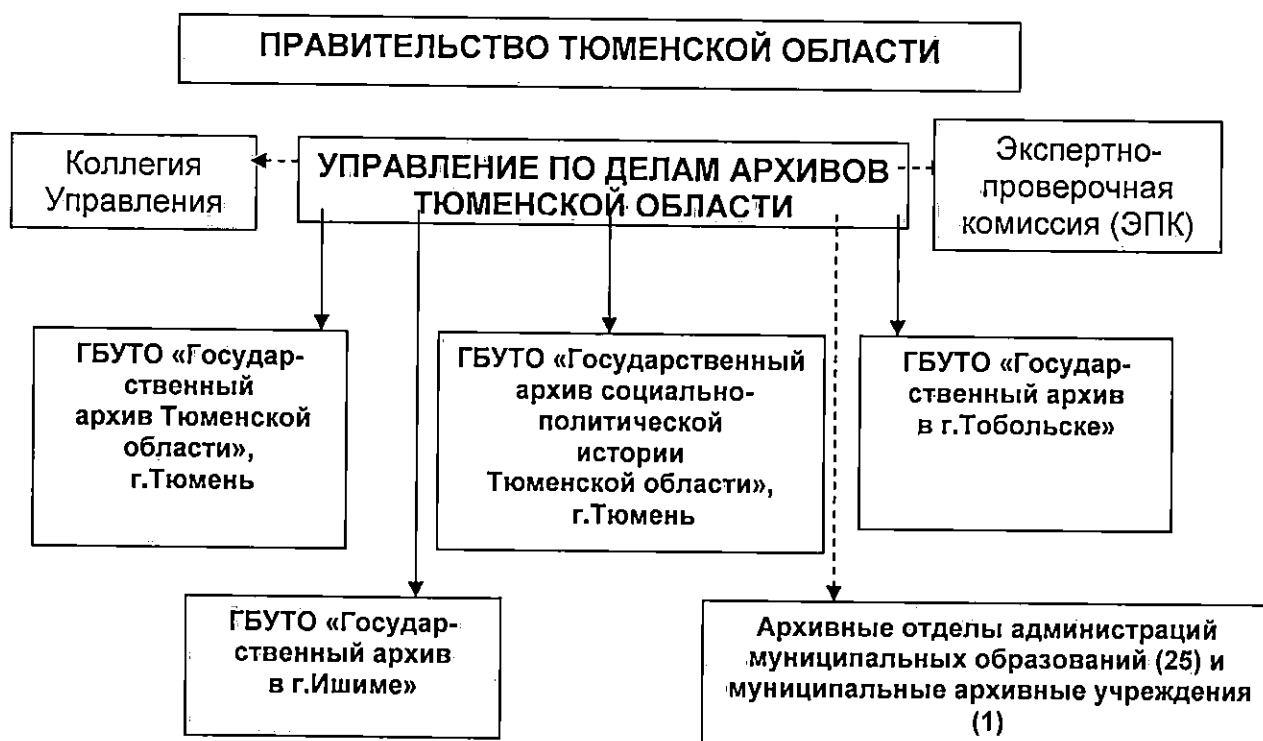 ПРАВИТЕЛЬСТВО ТЮМЕНСКОЙ ОБЛАСТИ
Коллегия
Управления
УПРАВЛЕНИЕ ПО ДЕЛАМ АРХИВОВ
ТЮМЕНСКОЙ ОБЛАСТИ
Экспертно-
проверочная
комиссия (ЭПК)
ГБУТО «Государ-
ственный
архив Тюменской
области»,
г.Тюмень
ГБУТО «Государственный
архив социально-
политической
истории
Тюменской области»,
г.Тюмень
ГБУТО «Государ-
ственный архив
в г.Тобольске»
ГБУТО «Государ-
ственный архив
в г.Ишиме»
Архивные отделы администраций
муниципальных образований (25) и
муниципальные архивные учреждения
(1)